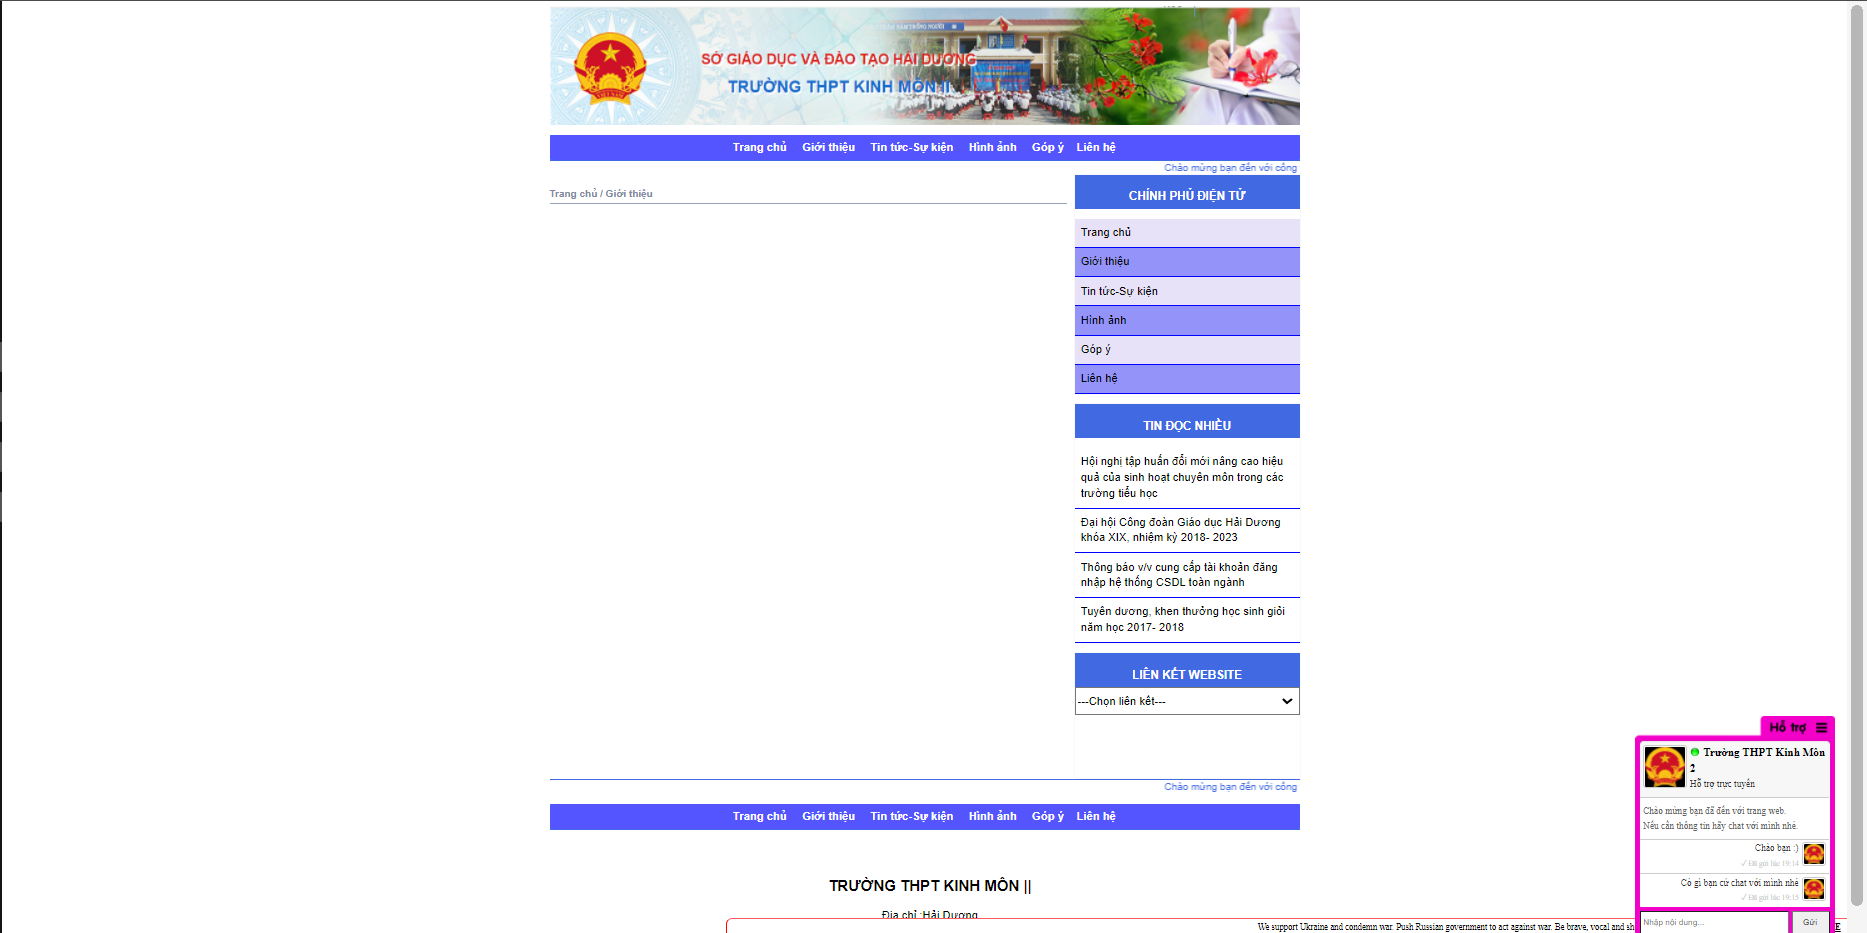 SỞ GIÁO DỤC VÀ ĐÀO TẠO HẢI DƯƠNG
TRƯỜNG THPT KINH MÔN II
Trang chủ Giới thiệu Tin tức-Sự kiện Hình ảnh Góp ý Liên hệ
Chào mừng bạn đến với cổng
Trang chủ / Giới thiệu
CHÍNH PHỦ ĐIỆN TỬ
Trang chủ
Giới thiệu
Tin tức-Sự kiện
Hình ảnh
Góp ý
Liên hệ
TIN ĐỌC NHIỀU
Hội nghị tập huấn đổi mới nâng cao hiệu
quả của sinh hoạt chuyên môn trong các
trường tiểu học
Đại hội Công đoàn Giáo dục Hải Dương
khóa XIX, nhiệm kỳ 2018- 2023
Thông báo v/v cung cấp tài khoản đăng
nhập hệ thống CSDL toàn ngành
Tuyên dương, khen thưởng học sinh giỏi
năm học 2017- 2018
LIÊN KẾT WEBSITE
---Chọn liên kết---
Chào mừng bạn đến với cổng
Trang chủ Giới thiệu Tin tức-Sự kiện Hình ảnh Góp ý Liên hệ
TRƯỜNG THPT KINH MÔN ||
Địa chỉ :Hải Dương
We support Ukraine and condemn war. Push Russian government to act against war. Be brave, vocal and sh
E
Hỗ trợ
Trường THPT Kinh Môn
2
Hỗ trợ trực tuyến
Chào mừng bạn đã đến với trang web.
Nếu cần thông tin hãy chat với mình nhé.
Chào bạn :)
✓ Đã gửi lúc 19:14
Có gì bạn cứ chat với mình nhé
✓ Đã gửi lúc 19:15
Nhập nội dung...
Gửi